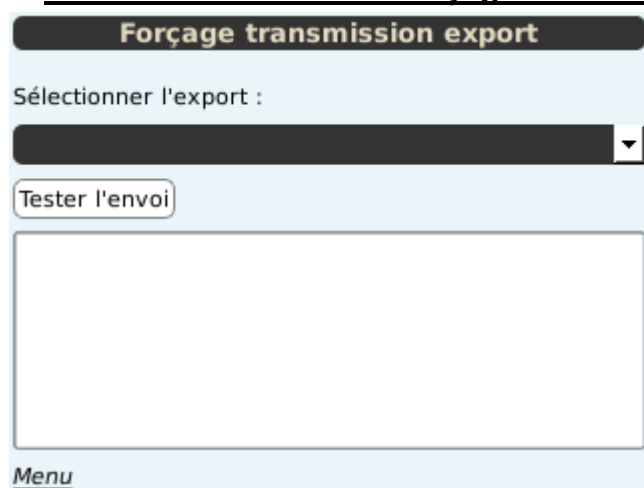 Forçage transmission export
Sélectionner l'export :
Tester l'envoi
Menu